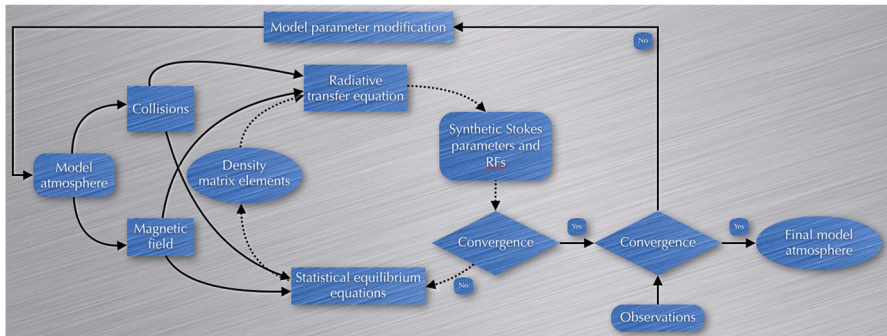 Model parameter modification
No
Radiative
transfer equation
Collisions
Synthetic Stokes
parameters and
RFs
Model
atmosphere
Density
matrix elements
Magnetic
field
Convergence
Yes
Convergence
Yes
Final model
atmosphere
Statistical equilibrium
equations
No
Observations